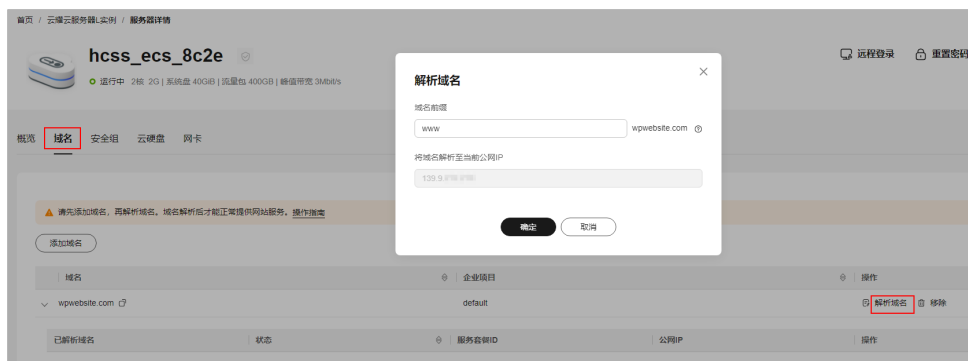 首页 / 云耀云服务器L实例 / 服务器详情
hcss_ecs_8c2e
运行中 2核 2G | 系统盘 40GiB | 流量包 400GB | 峰值带宽 3Mbit/s
远程登录 重置密码
概览 域名 安全组 云硬盘 网卡
解析域名
域名前缀
www wpwebsite.com
将域名解析至当前公网IP
139.9.
确定 取消
请先添加域名，再解析域名。域名解析后才能正常提供网站服务。操作指南
添加域名
域名 企业项目 操作
wpwebsite.com default 解析域名 移除
已解析域名 状态 服务套餐ID 公网IP 操作